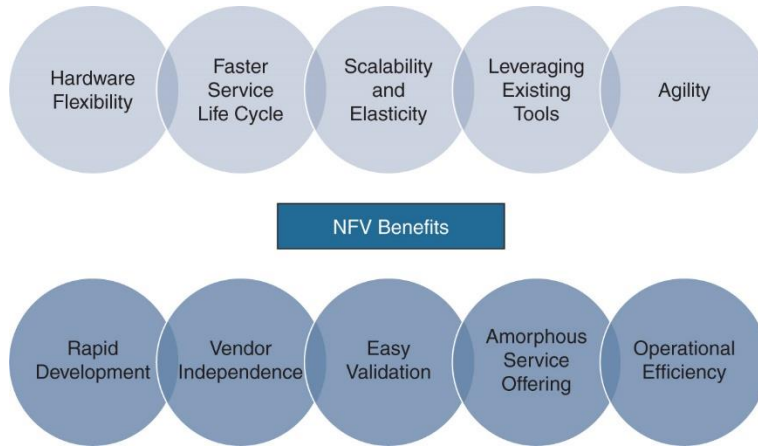 Hardware
Flexibility
Faster
Service
Life Cycle
Scalability
and
Elasticity
Leveraging
Existing
Tools
Agility
NFV Benefits
Rapid
Development
Vendor
Independence
Easy
Validation
Amorphous
Service
Offering
Operational
Efficiency